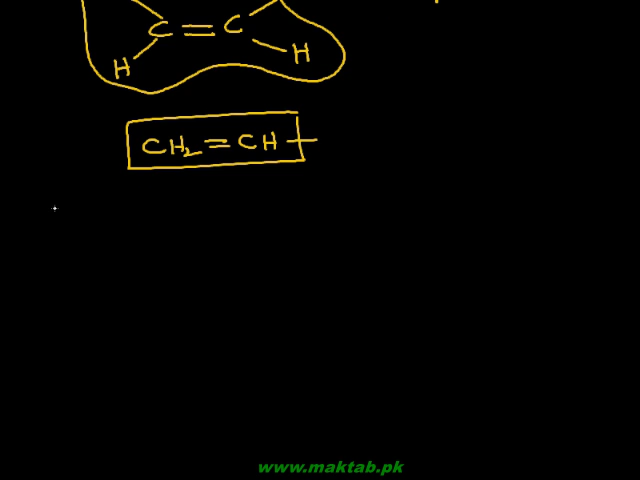 C = C
H H
CH₂ = CH —
www.maktab.pk